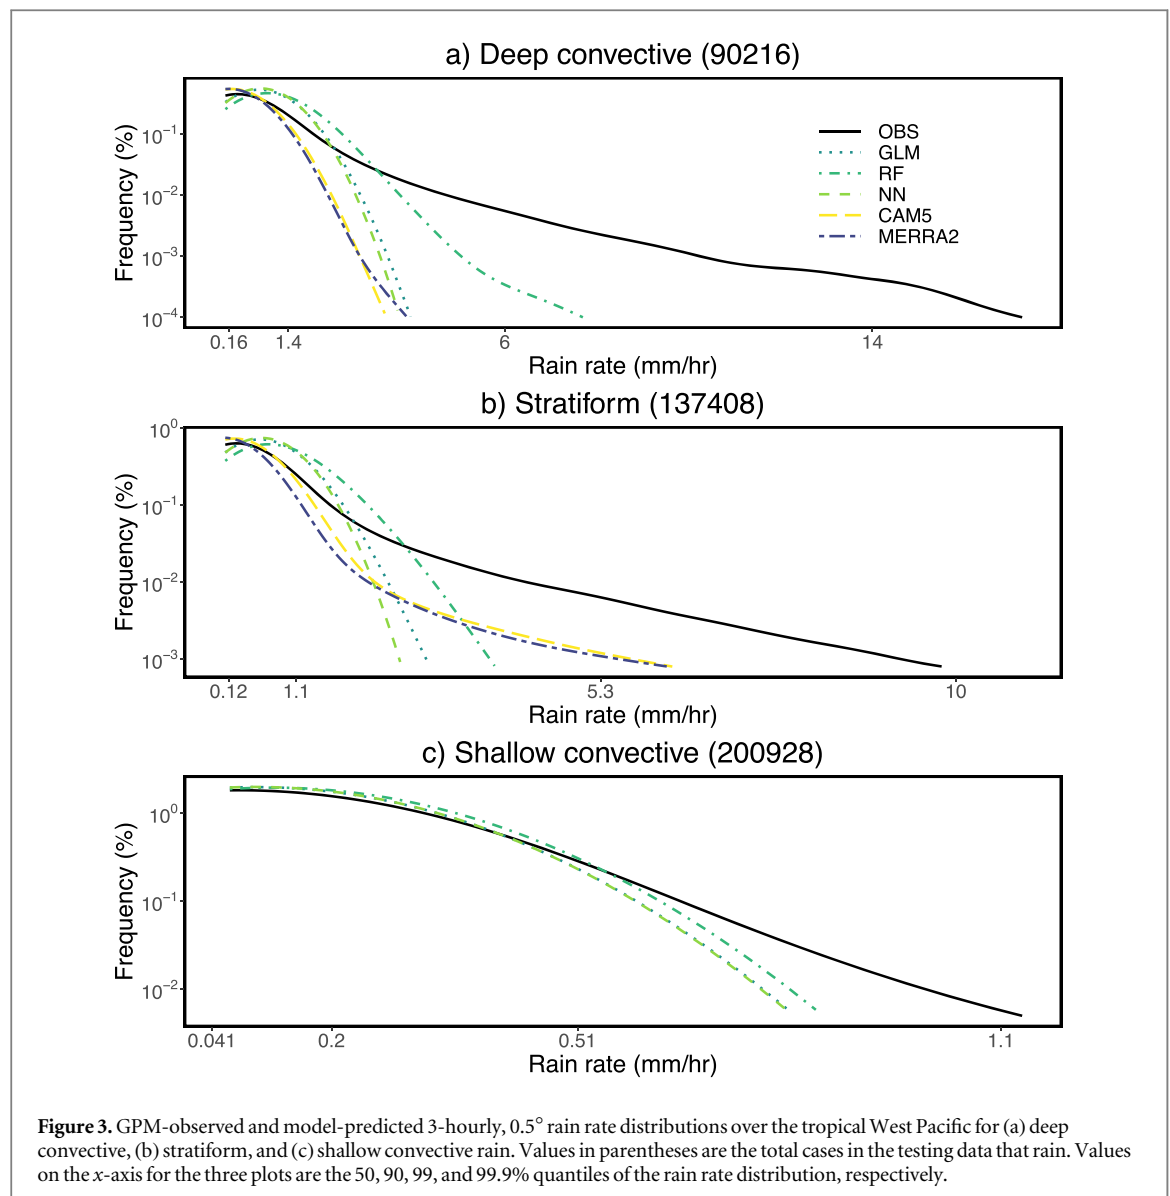 a) Deep convective (90216)
Frequency (%)
10⁻¹
10⁻²
10⁻³
10⁻⁴
OBS
GLM
RF
NN
CAM5
MERRA2
0.16 1.4 6 14
Rain rate (mm/hr)
b) Stratiform (137408)
Frequency (%)
10⁰
10⁻¹
10⁻²
10⁻³
0.12 1.1 5.3 10
Rain rate (mm/hr)
c) Shallow convective (200928)
Frequency (%)
10⁰
10⁻¹
10⁻²
0.041 0.2 0.51 1.1
Rain rate (mm/hr)
Figure 3. GPM-observed and model-predicted 3-hourly, 0.5° rain rate distributions over the tropical West Pacific for (a) deep
convective, (b) stratiform, and (c) shallow convective rain. Values in parentheses are the total cases in the testing data that rain. Values
on the x-axis for the three plots are the 50, 90, 99, and 99.9% quantiles of the rain rate distribution, respectively.